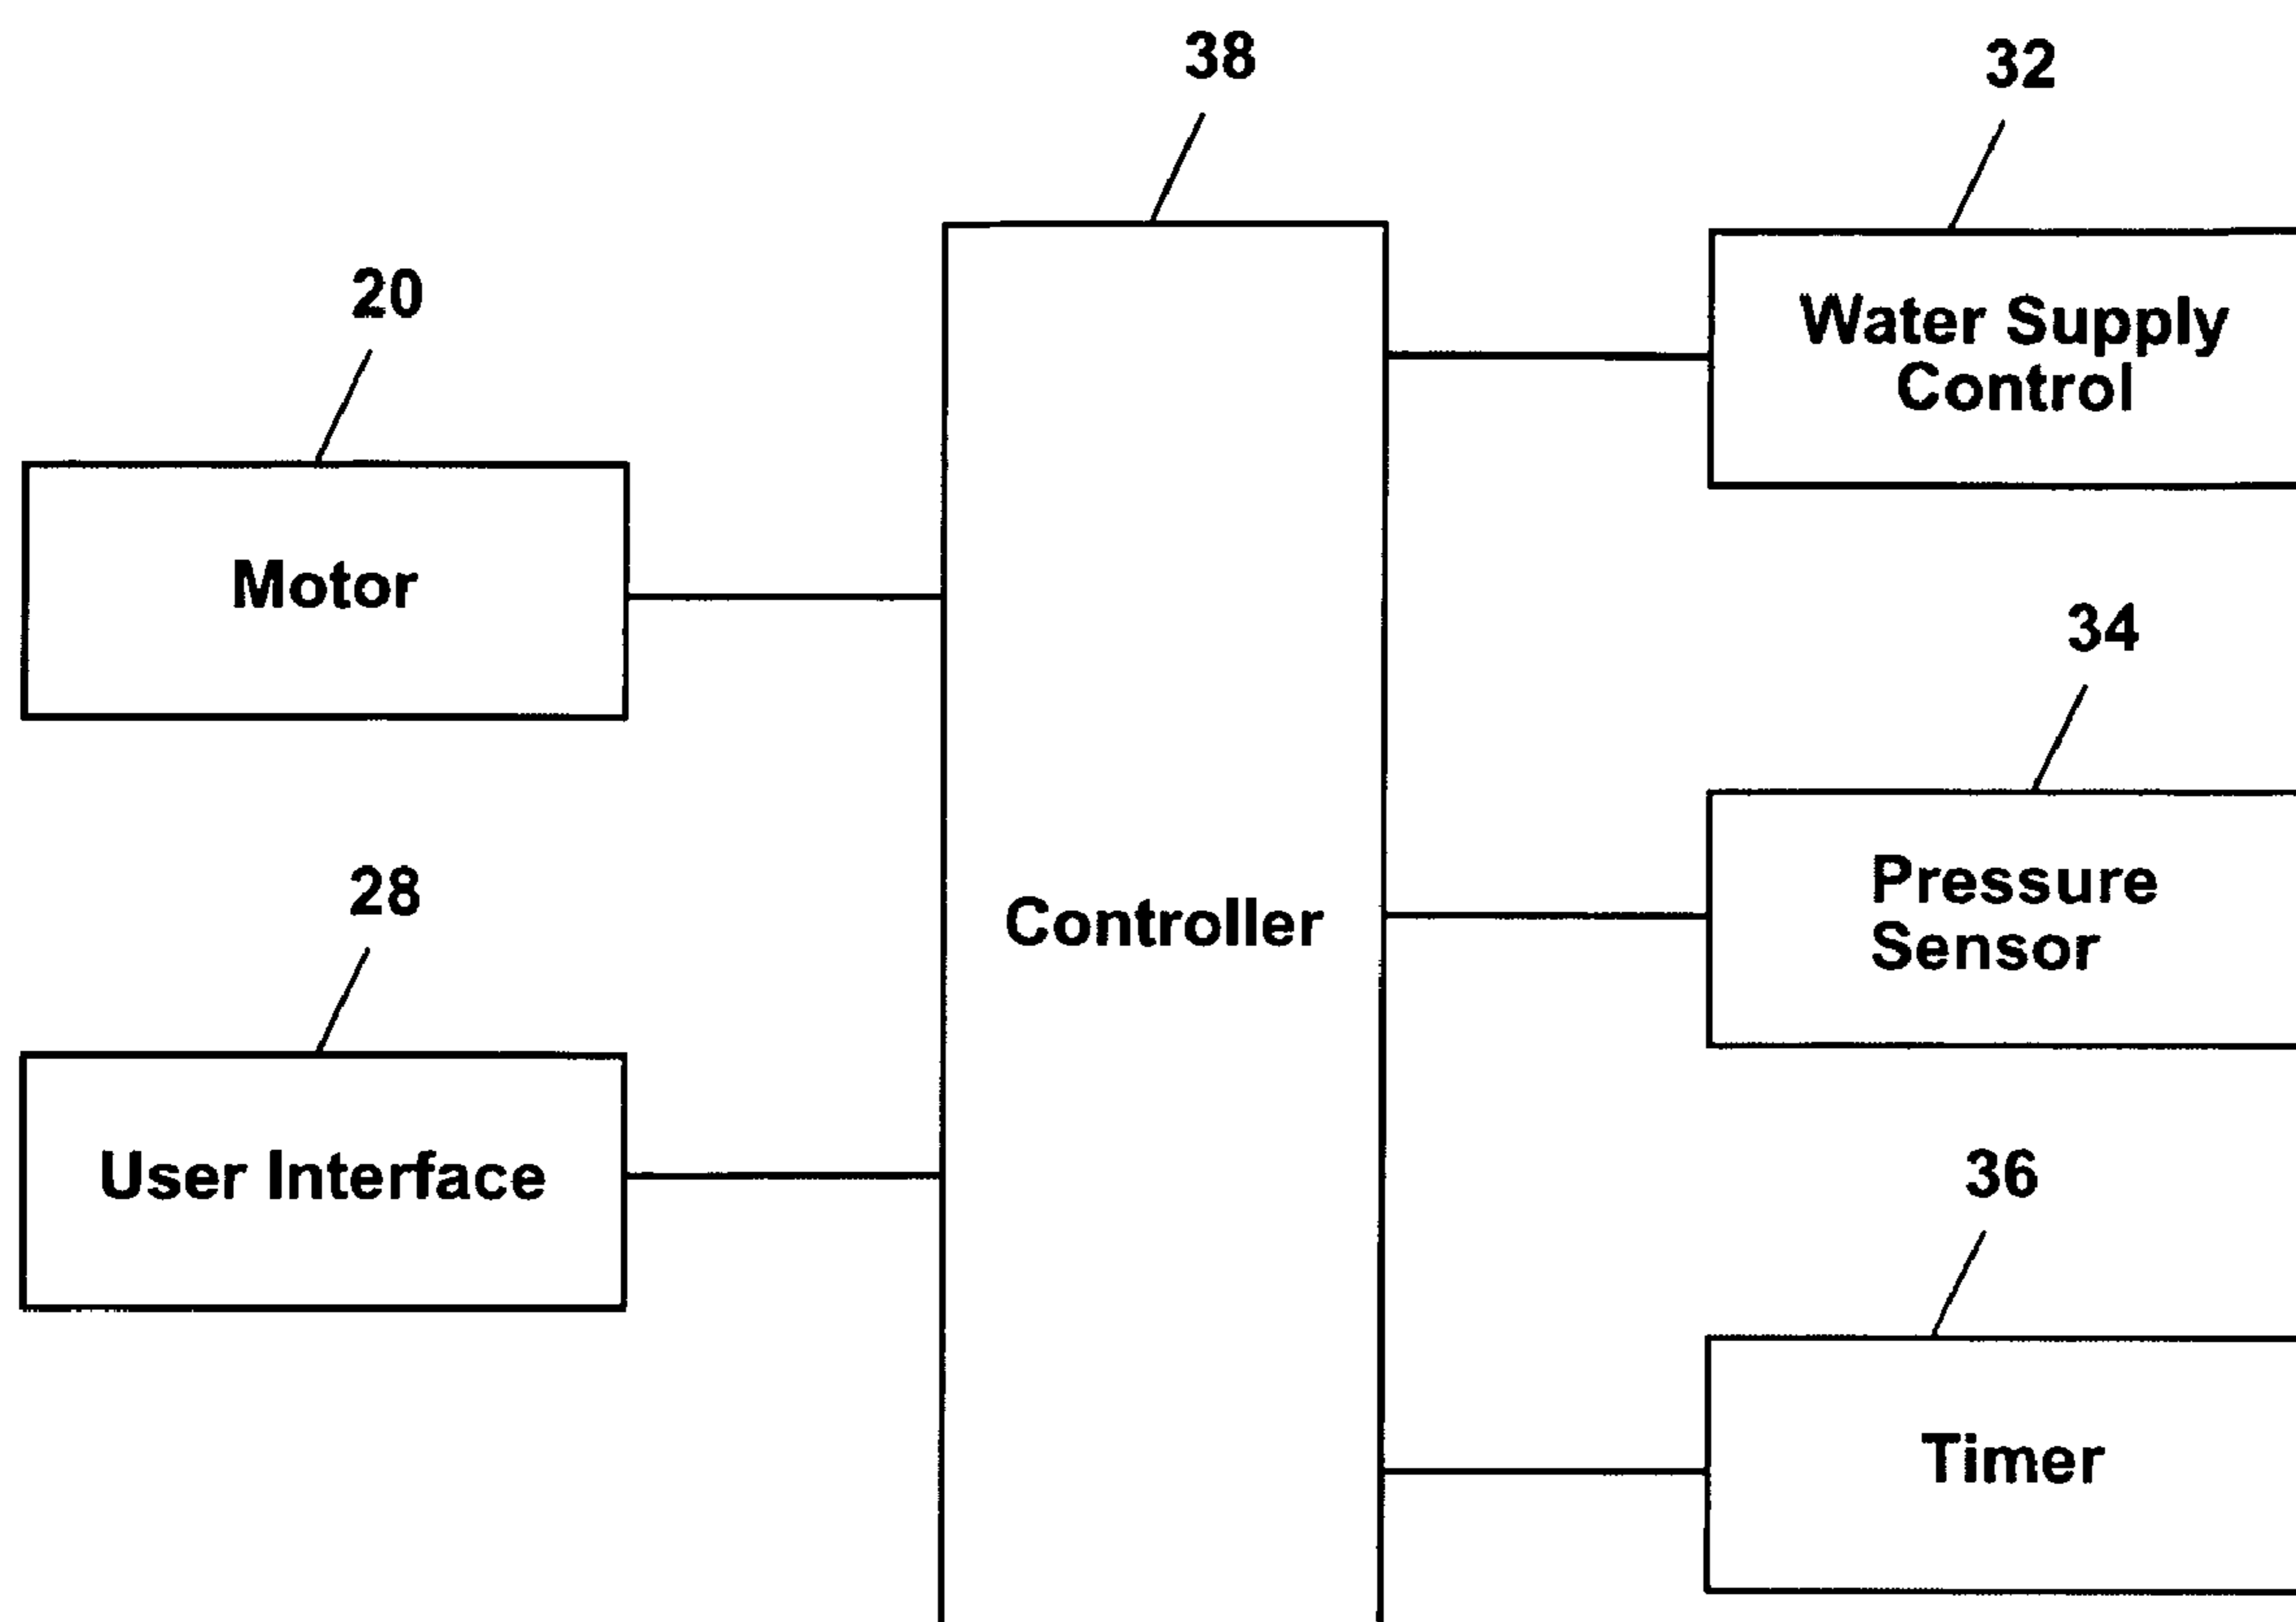 38
32
20
Water Supply
Control
Motor
34
28
Pressure
Sensor
Controller
User Interface
36
Timer